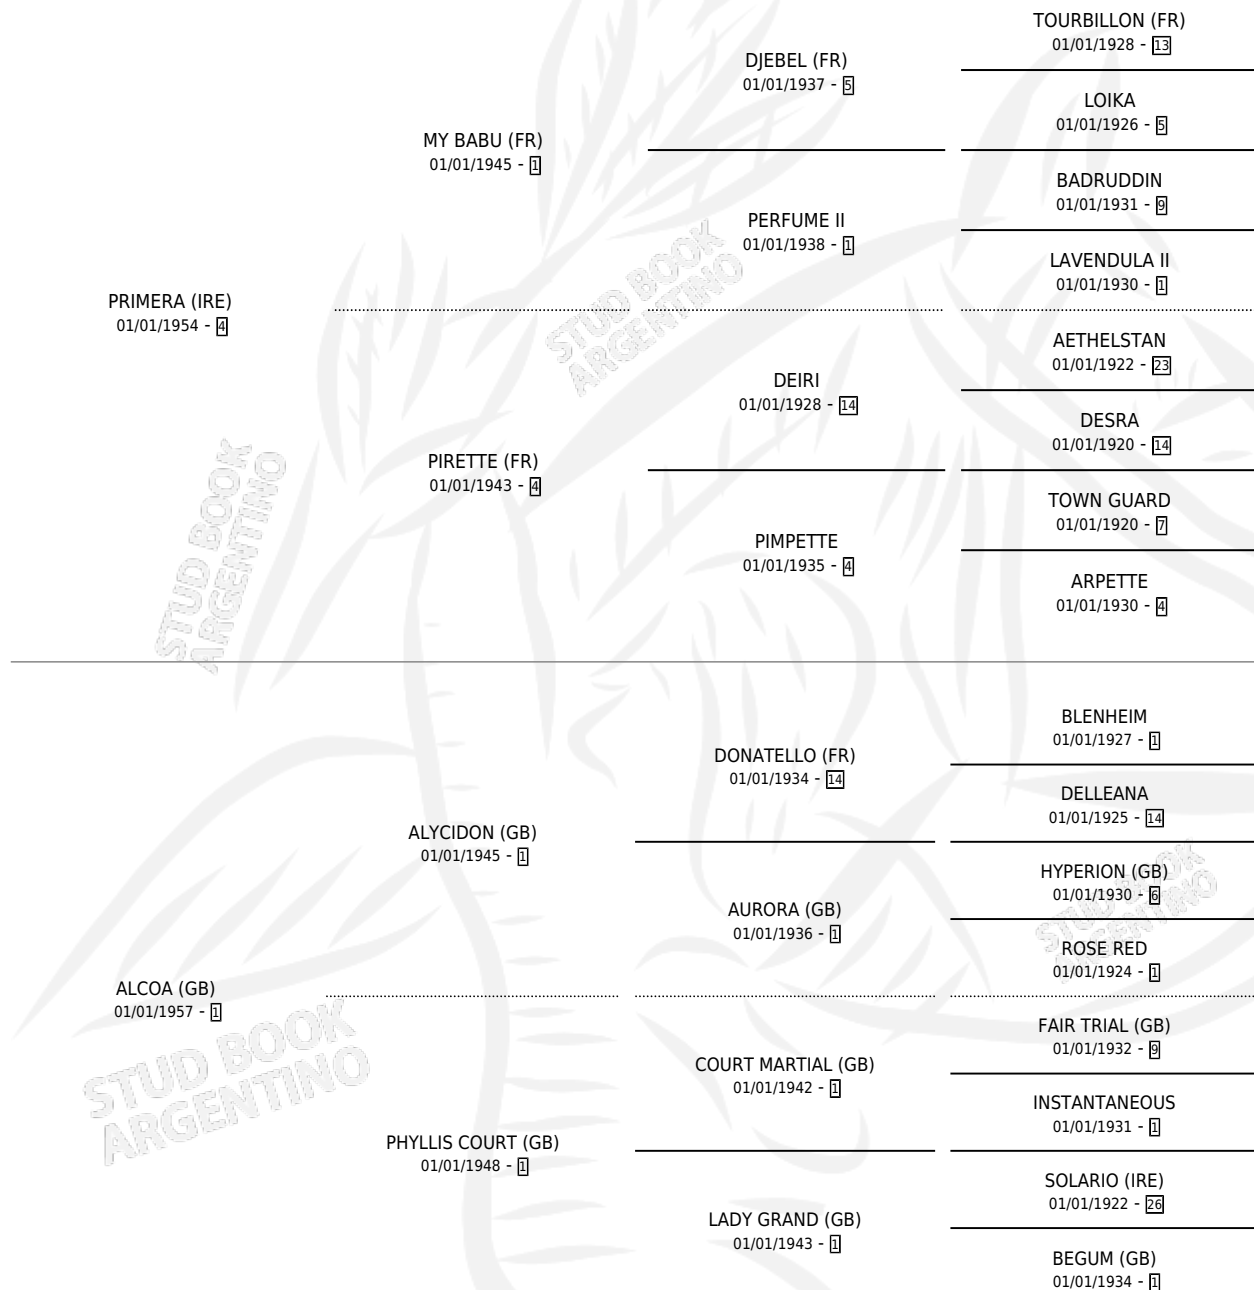 PRIMERA (IRE)
01/01/1954 - 4
MY BABU (FR)
01/01/1945 - 1
DJEBEL (FR)
01/01/1937 - 5
TOURBILLON (FR)
01/01/1928 - 13
LOIKA
01/01/1926 - 5
PERFUME II
01/01/1938 - 1
BADRUDDIN
01/01/1931 - 9
LAVENDULA II
01/01/1930 - 1
PIRETTE (FR)
01/01/1943 - 4
DEIRI
01/01/1928 - 14
AETHELSTAN
01/01/1922 - 23
DESRA
01/01/1920 - 14
PIMPETTE
01/01/1935 - 4
TOWN GUARD
01/01/1920 - 7
ARPETTE
01/01/1930 - 4
ALCOA (GB)
01/01/1957 - 1
ALYCIDON (GB)
01/01/1945 - 1
DONATELLO (FR)
01/01/1934 - 14
BLENHEIM
01/01/1927 - 1
DELLEANA
01/01/1925 - 14
AURORA (GB)
01/01/1936 - 1
HYPERION (GB)
01/01/1930 - 6
ROSE RED
01/01/1924 - 1
PHYLLIS COURT (GB)
01/01/1948 - 1
COURT MARTIAL (GB)
01/01/1942 - 1
FAIR TRIAL (GB)
01/01/1932 - 9
INSTANTANEOUS
01/01/1931 - 1
LADY GRAND (GB)
01/01/1943 - 1
SOLARIO (IRE)
01/01/1922 - 26
BEGUM (GB)
01/01/1934 - 1
STUD BOOK
ARGENTINO
STUD BOOK
ARGENTINO
STUD BOOK
ARGENTINO
STUD BOOK
ARGENTINO